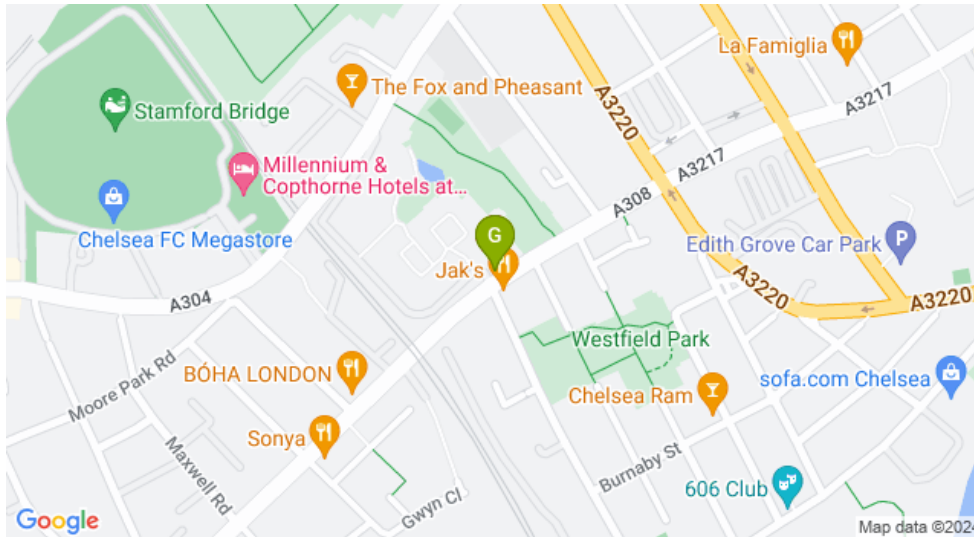 La Famiglia
The Fox and Pheasant
A3220
A3217
Stamford Bridge
A3217
Millennium &
Copthorne Hotels at...
A308
Chelsea FC Megastore
G
Edith Grove Car Park
P
Jak's
A3220
A3220
A304
Westfield Park
Moore Park Rd
BÓHA LONDON
sofa.com Chelsea
Chelsea Ram
Sonya
Maxwell Rd
Burnaby St
606 Club
Gwyn Cl
Google
Map data ©2024